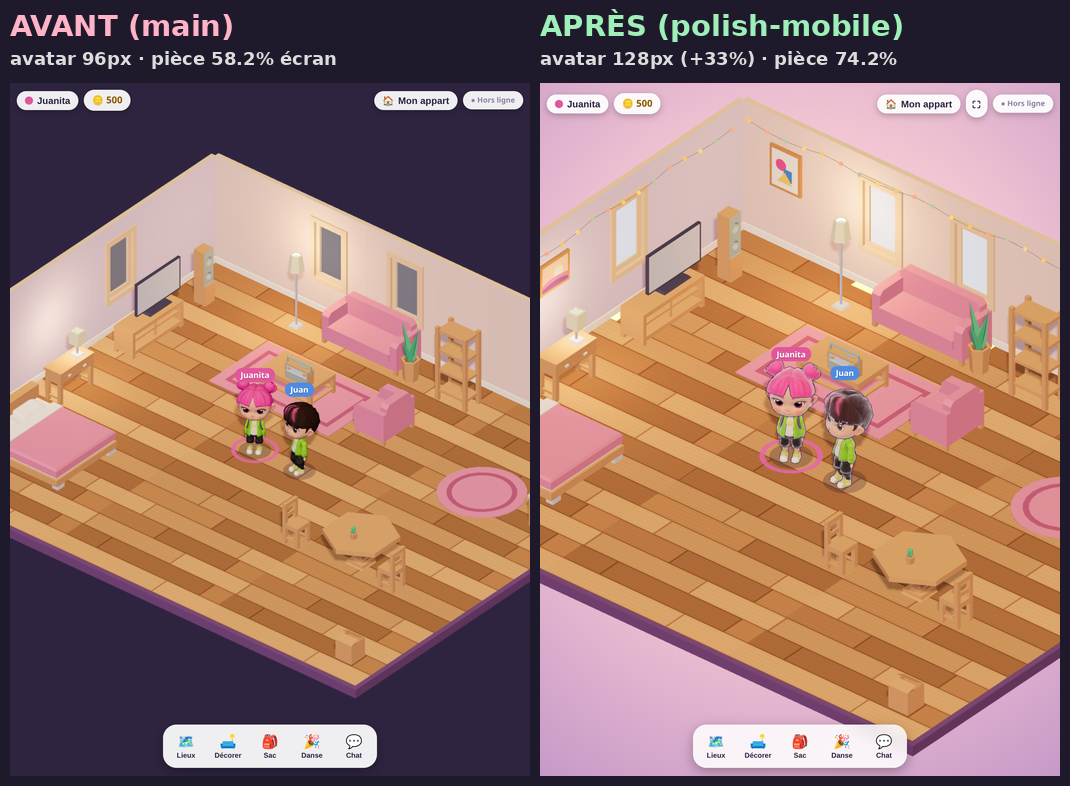 AVANT (main)
avatar 96px · pièce 58.2% écran
Juanita
500
Mon appart
Hors ligne
Juanita
Juan
Lieux
Décorer
Sac
Danse
Chat
APRÈS (polish-mobile)
avatar 128px (+33%) · pièce 74.2%
Juanita
500
Mon appart
Hors ligne
Juanita
Juan
Lieux
Décorer
Sac
Danse
Chat